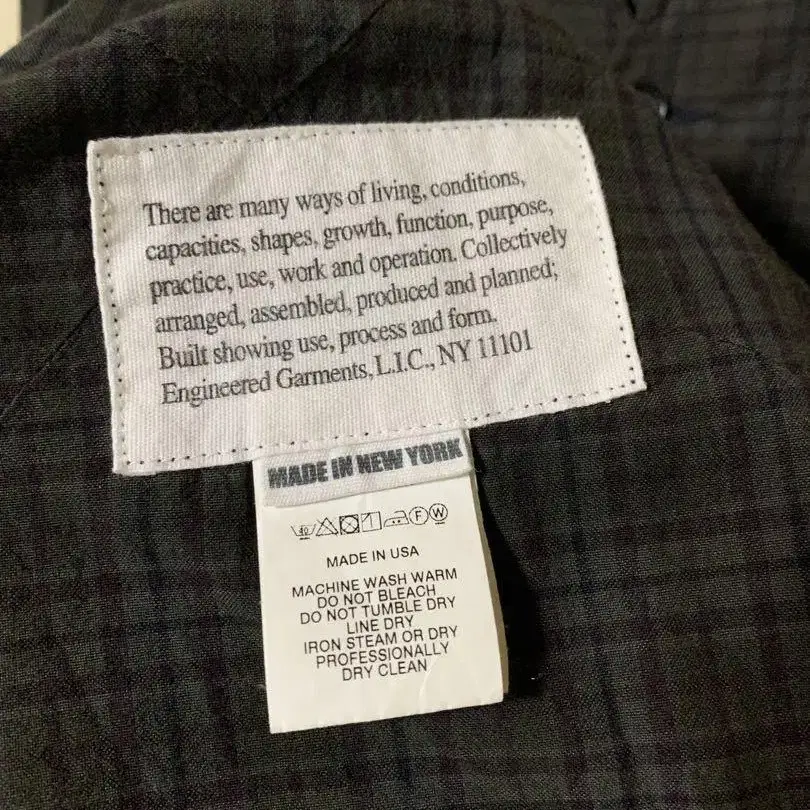 There are many ways of living, conditions,
capacities, shapes, growth, function, purpose,
practice, use, work and operation. Collectively
arranged, assembled, produced and planned;
Built showing use, process and form.
Engineered Garments, L.I.C., NY 11101
MADE IN NEW YORK
40 F W
MADE IN USA
MACHINE WASH WARM
DO NOT BLEACH
DO NOT TUMBLE DRY
LINE DRY
IRON STEAM OR DRY
PROFESSIONALLY
DRY CLEAN